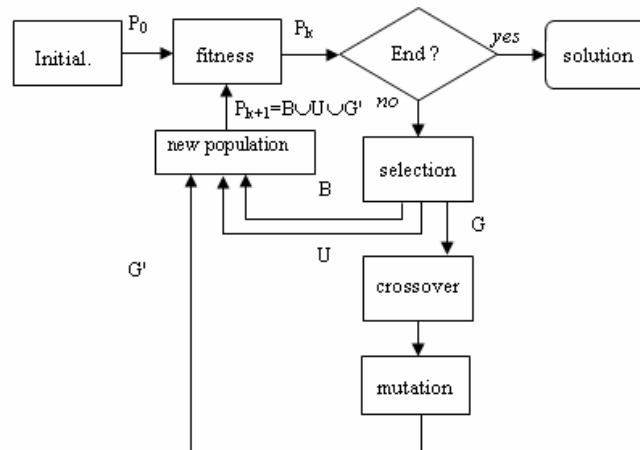 P0
Initial.
fitness
Pk
End ?
yes
solution
no
Pk+1=B∪U∪G'
new population
selection
B
U
G
G'
crossover
mutation